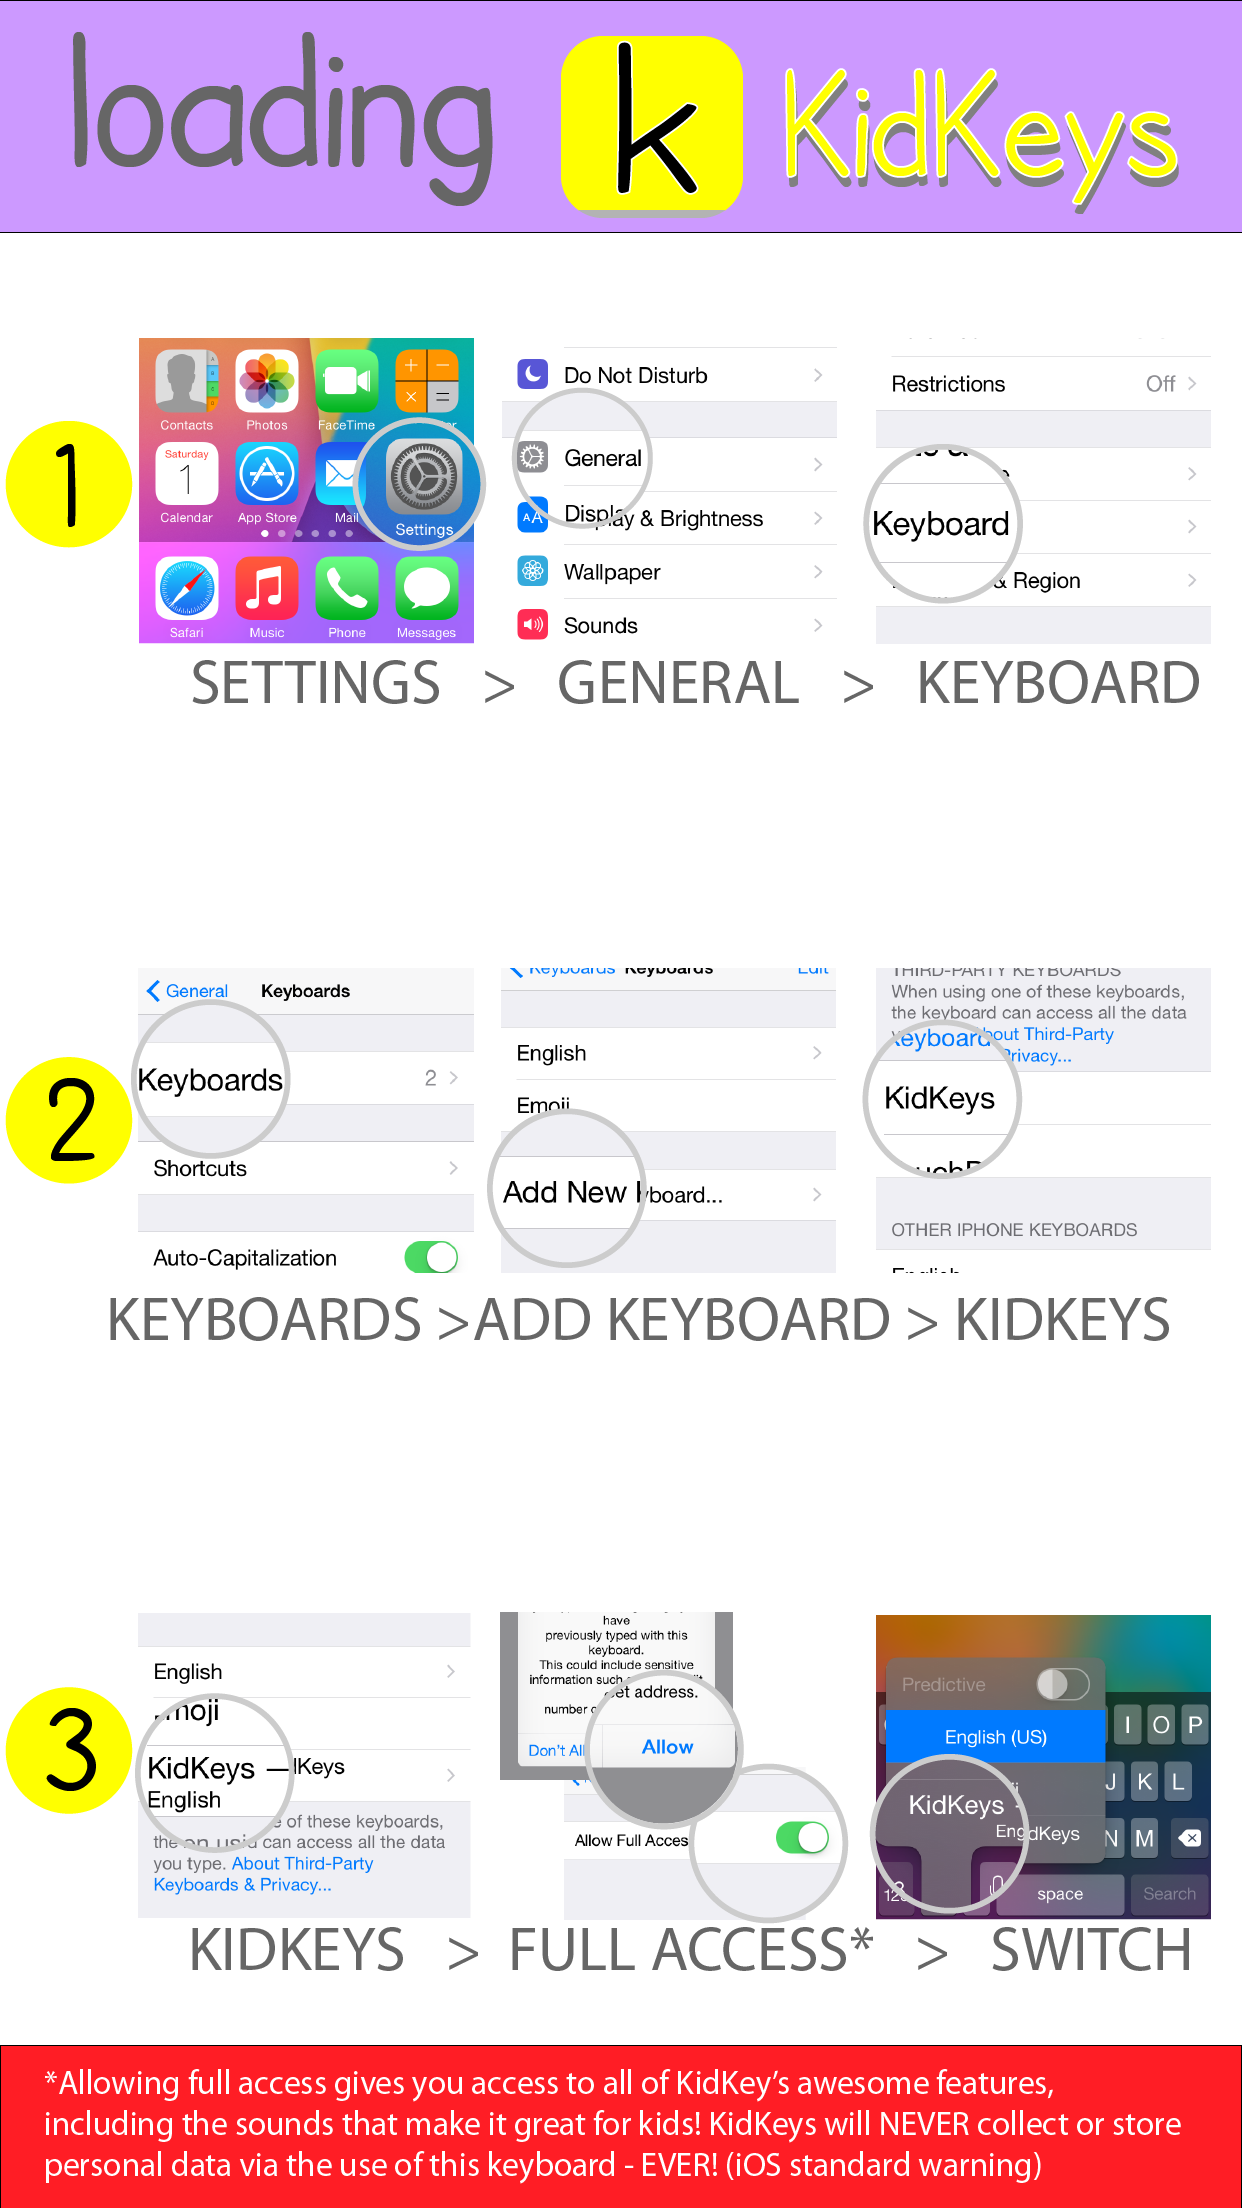 loading k KidKeys
1
Contacts Photos FaceTime
Saturday
1
Calendar App Store Mail Settings
Safari Music Phone Messages
Do Not Disturb
General
Display & Brightness
Wallpaper
Sounds
Restrictions Off
Keyboard
& Region
SETTINGS > GENERAL > KEYBOARD
2
General Keyboards
Keyboards 2
Shortcuts
Auto-Capitalization
Keyboards Keyboards Edit
English
Emoji
Add New yboard...
THIRD-PARTY KEYBOARDS
When using one of these keyboards,
the keyboard can access all the data
bout Third-Party
Keyboard Privacy...
KidKeys
OTHER IPHONE KEYBOARDS
English
KEYBOARDS >ADD KEYBOARD > KIDKEYS
3
English
Emoji
KidKeys — dKeys
English
e of these keyboards,
the can access all the data
you type. About Third-Party
Keyboards & Privacy...
have
previously typed with this
keyboard.
This could include sensitive
information such
et address.
number
Don't All Allow
Allow Full Acces
Predictive
English (US)
KidKeys -
EngdKeys
I O P
J K L
N M
123 space Search
KIDKEYS > FULL ACCESS* > SWITCH
*Allowing full access gives you access to all of KidKey's awesome features,
including the sounds that make it great for kids! KidKeys will NEVER collect or store
personal data via the use of this keyboard - EVER! (iOS standard warning)